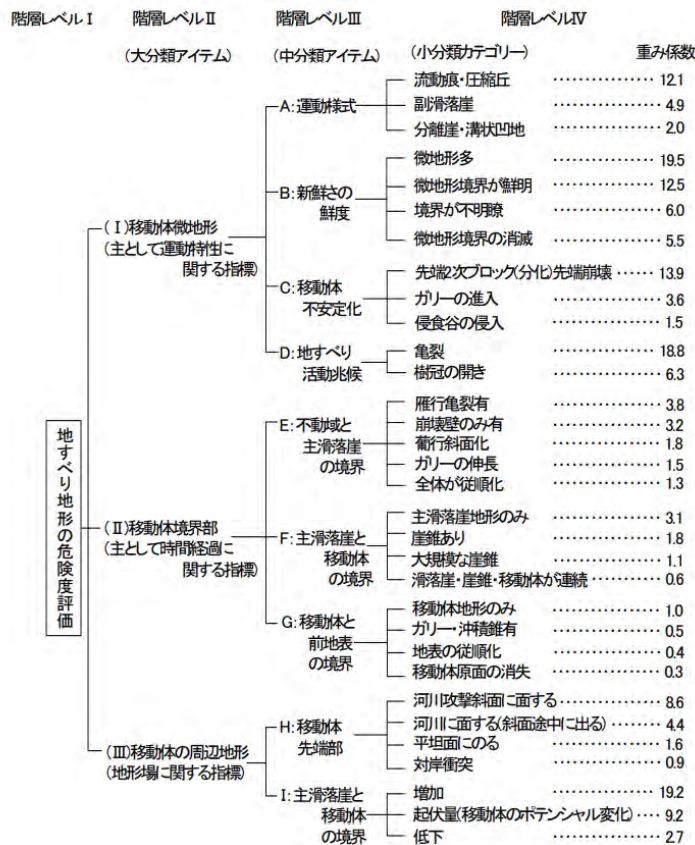 階層レベルⅠ 階層レベルⅡ 階層レベルⅢ 階層レベルⅣ
(大分類アイテム) (中分類アイテム) (小分類カテゴリー) 重み係数
地すべり地形の危険度評価
(Ⅰ)移動体微地形
(主として運動特性に
関する指標)
A:運動様式
流動痕・圧縮丘 ⋯⋯⋯⋯⋯ 12.1
副滑落崖 ⋯⋯⋯⋯⋯ 4.9
分離崖・溝状凹地 ⋯⋯⋯⋯⋯ 2.0
B:新鮮さの
鮮度
微地形多 ⋯⋯⋯⋯⋯ 19.5
微地形境界が鮮明 ⋯⋯⋯⋯⋯ 12.5
境界が不明瞭 ⋯⋯⋯⋯⋯ 6.0
微地形境界の消滅 ⋯⋯⋯⋯⋯ 5.5
C:移動体
不安定化
先端2次ブロック(分化)先端崩壊 ⋯⋯ 13.9
ガリーの進入 ⋯⋯⋯⋯⋯ 3.6
侵食谷の侵入 ⋯⋯⋯⋯⋯ 1.5
D:地すべり
活動兆候
亀裂 ⋯⋯⋯⋯⋯ 18.8
樹冠の開き ⋯⋯⋯⋯⋯ 6.3
(Ⅱ)移動体境界部
(主として時間経過に
関する指標)
E:不動域と
主滑落崖
の境界
雁行亀裂有 ⋯⋯⋯⋯⋯ 3.8
崩壊壁のみ有 ⋯⋯⋯⋯⋯ 3.2
葡行斜面化 ⋯⋯⋯⋯⋯ 1.8
ガリーの伸長 ⋯⋯⋯⋯⋯ 1.5
全体が従順化 ⋯⋯⋯⋯⋯ 1.3
F:主滑落崖と
移動体
の境界
主滑落崖地形のみ ⋯⋯⋯⋯⋯ 3.1
崖錐あり ⋯⋯⋯⋯⋯ 1.8
大規模な崖錐 ⋯⋯⋯⋯⋯ 1.1
滑落崖・崖錐・移動体が連続 ⋯⋯⋯ 0.6
G:移動体と
前地表
の境界
移動体地形のみ ⋯⋯⋯⋯⋯ 1.0
ガリー・沖積錐有 ⋯⋯⋯⋯⋯ 0.5
地表の従順化 ⋯⋯⋯⋯⋯ 0.4
移動体原面の消失 ⋯⋯⋯⋯⋯ 0.3
(Ⅲ)移動体の周辺地形
(地形場に関する指標)
H:移動体
先端部
河川攻撃斜面に面する ⋯⋯⋯⋯ 8.6
河川に面する(斜面途中に出る) ⋯⋯ 4.4
平坦面にのる ⋯⋯⋯⋯⋯ 1.6
対岸衝突 ⋯⋯⋯⋯⋯ 0.9
I:主滑落崖と
移動体
の境界
増加 ⋯⋯⋯⋯⋯ 19.2
起伏量(移動体のポテンシャル変化) ⋯⋯ 9.2
低下 ⋯⋯⋯⋯⋯ 2.7